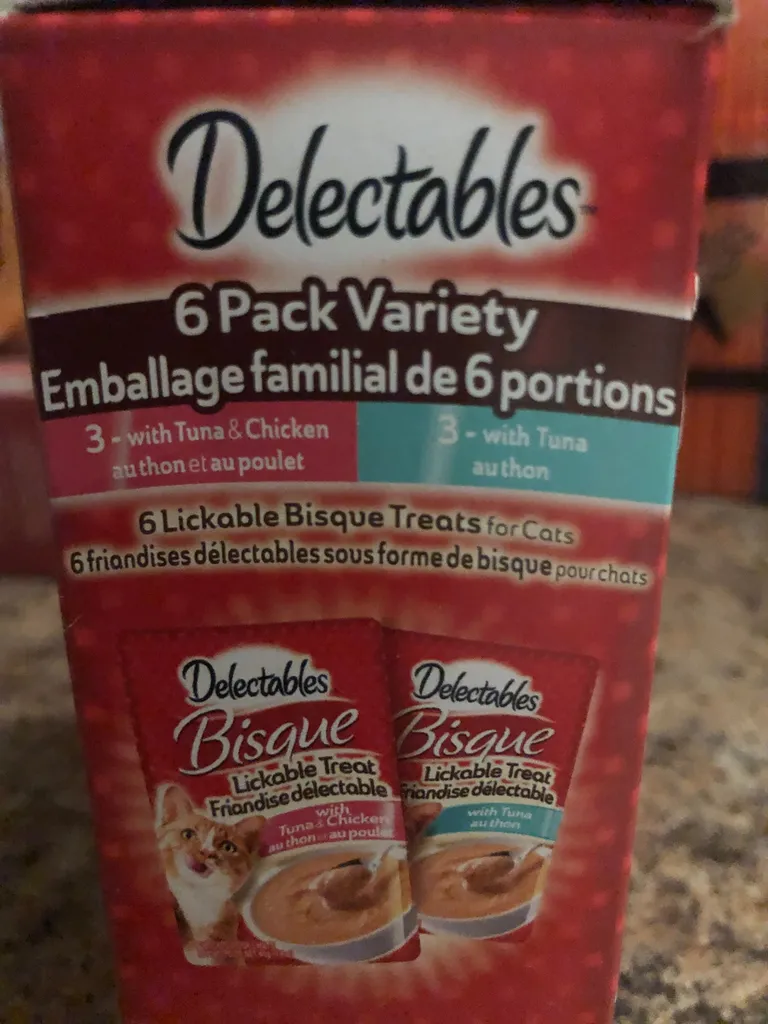 Delectables™
6 Pack Variety
Emballage familial de 6 portions
3 - with Tuna & Chicken
au thon et au poulet
3 - with Tuna
au thon
6 Lickable Bisque Treats for Cats
6 friandises délectables sous forme de bisque pour chats
Delectables
Bisque
Lickable Treat
Friandise délectable
with
Tuna & Chicken
au thon et au poulet
Delectables
Bisque
Lickable Treat
friandise délectable
with Tuna
au thon